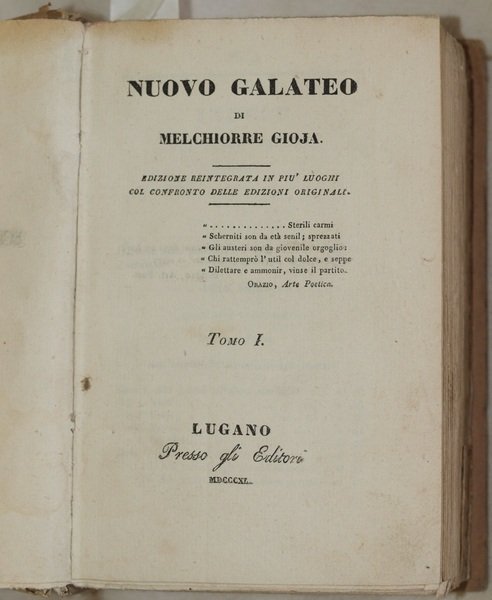 NUOVO GALATEO
DI
MELCHIORRE GIOJA.
EDIZIONE REINTEGRATA IN PIU' LUOGHI
COL CONFRONTO DELLE EDIZIONI ORIGINALI.
„ . . . . . . . . . . . . . . Sterili carmi
„ Scherniti son da età senil; sprezzati
„ Gli austeri son da giovenile orgoglio:
„ Chi rattemprò l'util col dolce, e seppe
„ Dilettare e ammonir, vinse il partito.
ORAZIO, Arte Poetica.
TOMO I.
LUGANO
Presso gli Editori
MDCCCXL.